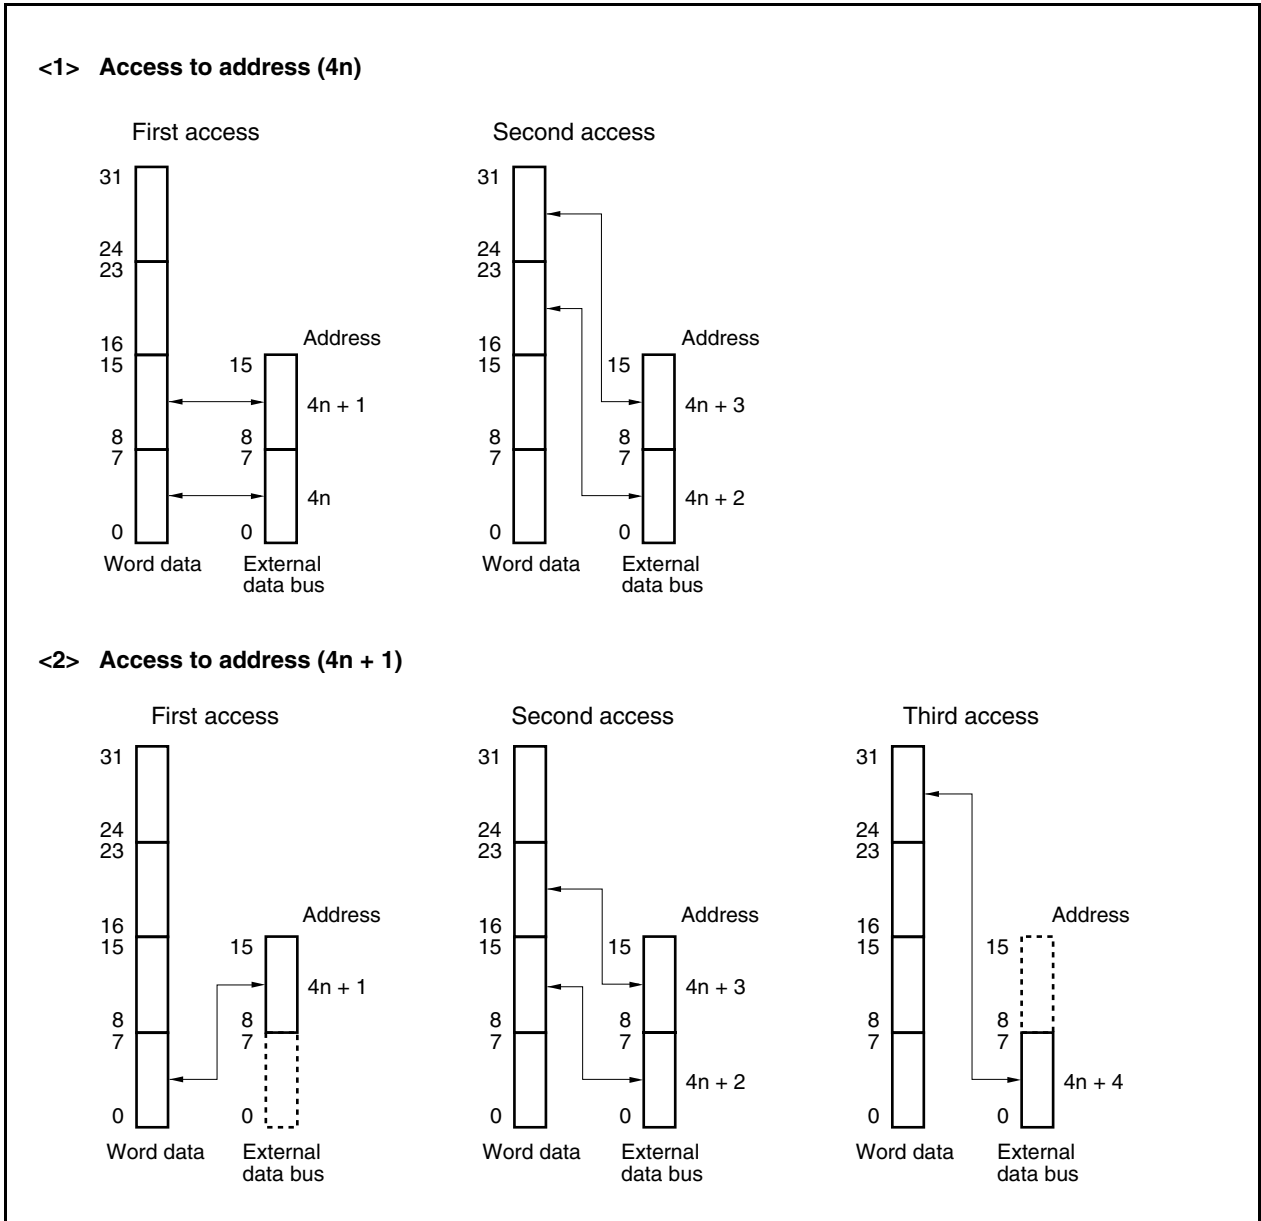 <1> Access to address (4n)
First access
Second access
31
31
24
24
23
23
Address
Address
16
16
15
15
15
15
4n + 1
4n + 3
8
8
8
8
7
7
7
7
4n
4n + 2
0
0
0
0
Word data
External
data bus
Word data
External
data bus
<2> Access to address (4n + 1)
First access
Second access
Third access
31
31
31
24
24
24
23
23
23
Address
Address
Address
16
16
16
15
15
15
15
15
15
4n + 1
4n + 3
8
8
8
8
8
8
7
7
7
7
7
7
4n + 2
4n + 4
0
0
0
0
0
0
Word data
External
data bus
Word data
External
data bus
Word data
External
data bus